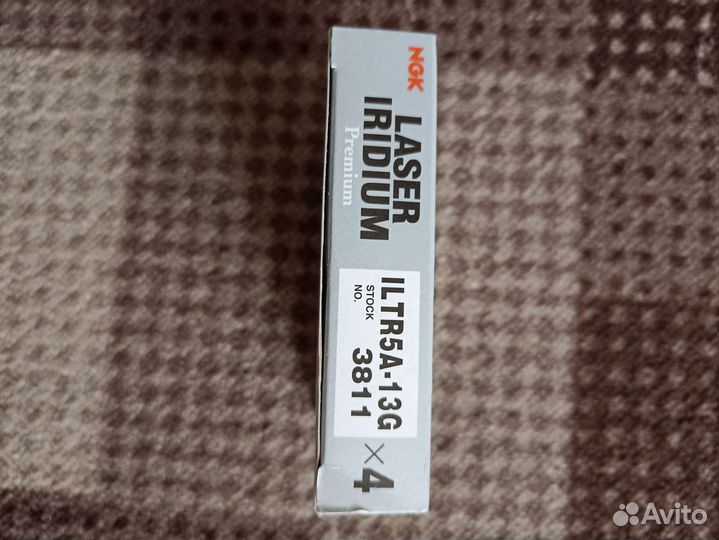 NGK
LASER
IRIDIUM
Premium
ILTR5A-13G
STOCK
NO.
3811
×4
Avito